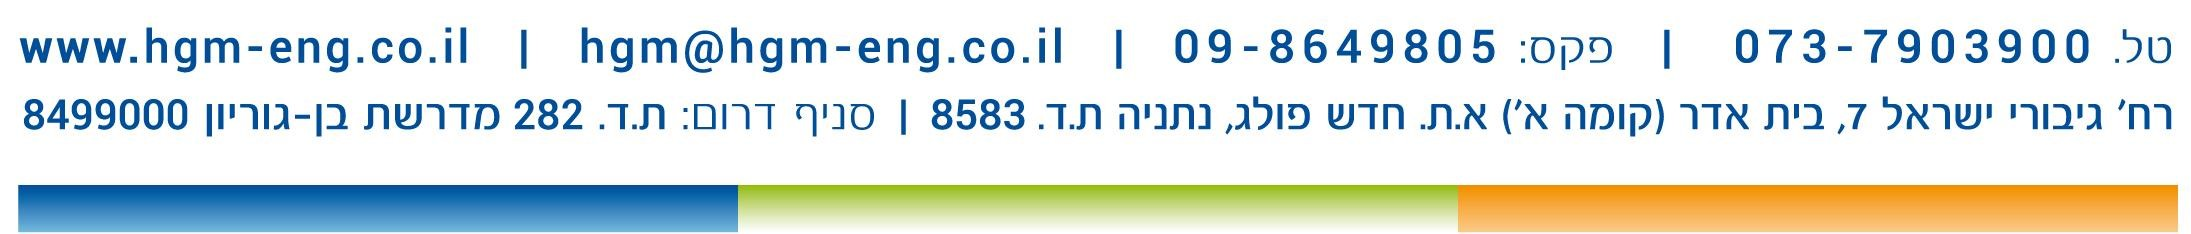 טל. 073-7903900 | פקס: 09-8649805 | hgm@hgm-eng.co.il | www.hgm-eng.co.il
רח' גיבורי ישראל 7, בית אדר (קומה א') א.ת. חדש פולג, נתניה ת.ד. 8583 | סניף דרום: ת.ד. 282 מדרשת בן-גוריון 8499000